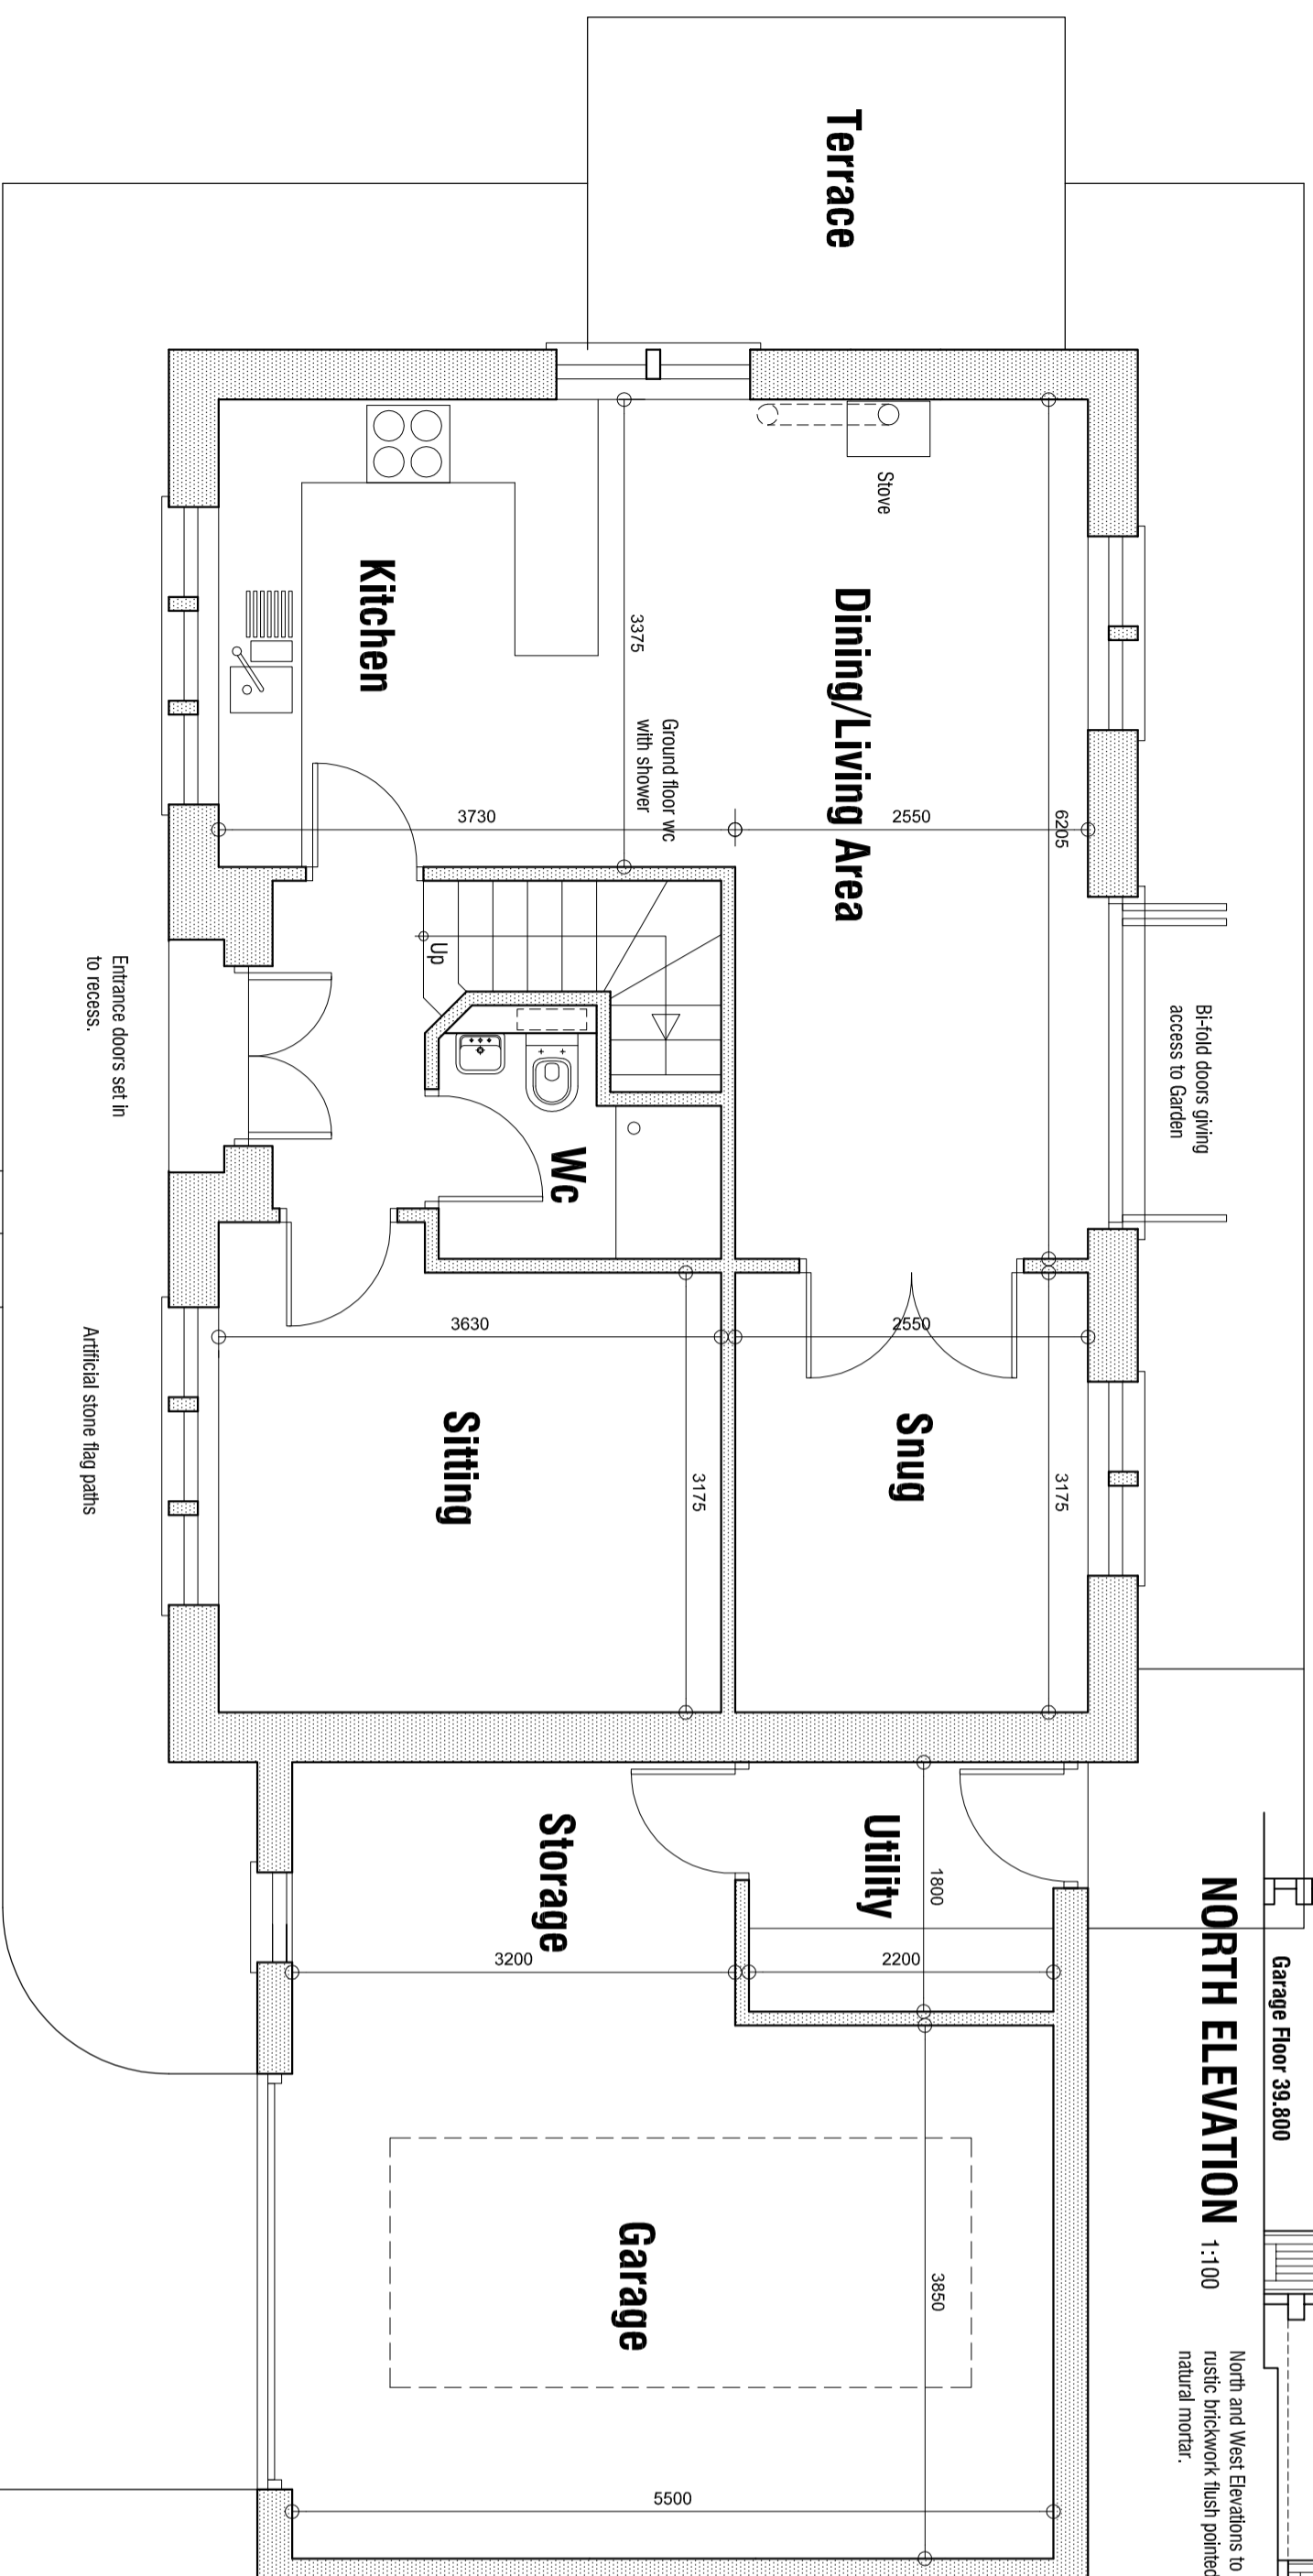 Terrace
Stove
Dining/Living Area
Kitchen
3375
Ground floor wc
with shower
3730
2550
6205
Up
Bi-fold doors giving
access to Garden
Entrance doors set in
to recess.
Wc
3630
2550
Artificial stone flag paths
Sitting
Snug
3175
3175
Storage
Utility
1800
3200
2200
NORTH ELEVATION 1:100
Garage Floor 39.800
Garage
3850
North and West Elevations to
rustic brickwork flush pointed
natural mortar.
5500